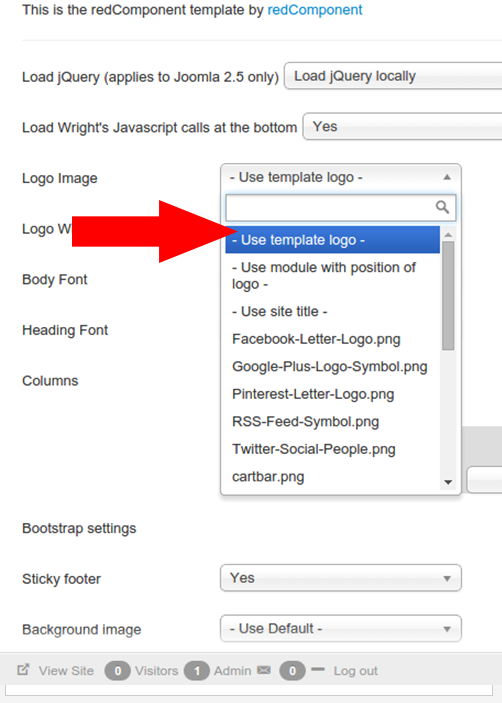 This is the redComponent template by redComponent
Load jQuery (applies to Joomla 2.5 only) Load jQuery locally
Load Wright's Javascript calls at the bottom Yes
Logo Image - Use template logo -
Logo W
- Use template logo -
Body Font
- Use module with position of
logo -
- Use site title -
Heading Font
Facebook-Letter-Logo.png
Google-Plus-Logo-Symbol.png
Columns
Pinterest-Letter-Logo.png
RSS-Feed-Symbol.png
Twitter-Social-People.png
cartbar.png
Bootstrap settings
Sticky footer Yes
Background image - Use Default -
View Site 0 Visitors 1 Admin 0 Log out